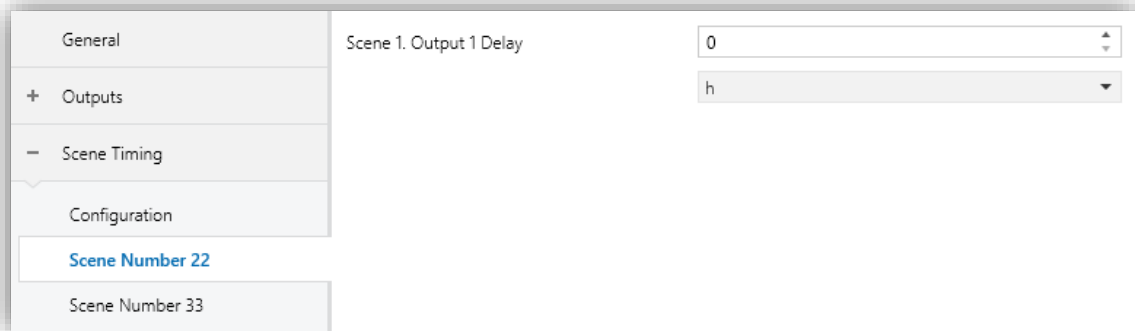 General
Scene 1. Output 1 Delay
0
+ Outputs
h
− Scene Timing
Configuration
Scene Number 22
Scene Number 33